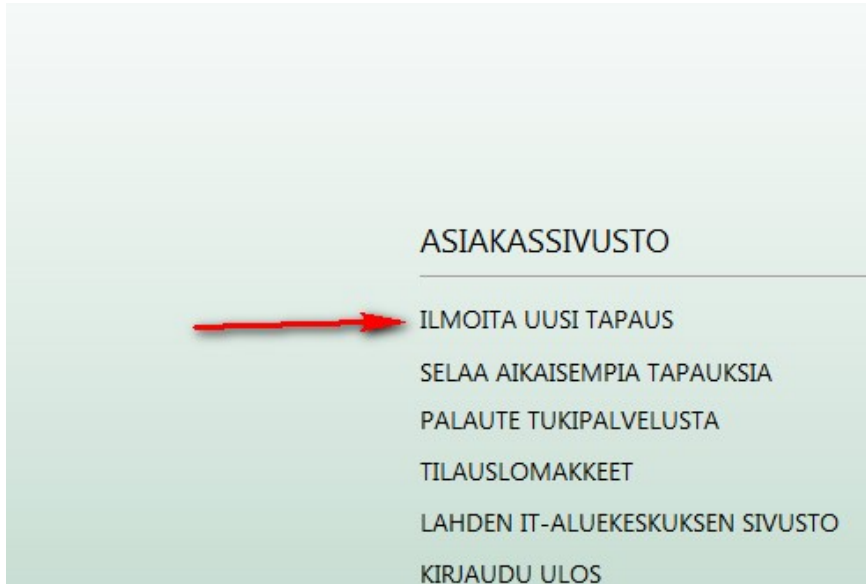 ASIAKASSIVUSTO
ILMOITA UUSI TAPAUS
SELAA AIKAISEMPIA TAPAUKSIA
PALAUTE TUKIPALVELUSTA
TILAUSLOMAKKEET
LAHDEN IT-ALUEKESKUKSEN SIVUSTO
KIRJAUDU ULOS